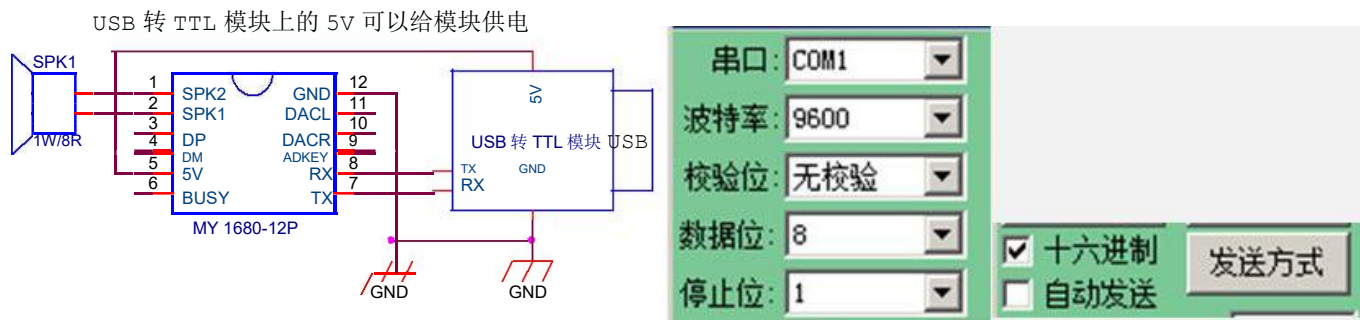 USB 转 TTL 模块上的 5V 可以给模块供电
SPK1
1W/8R
1 SPK2
2 SPK1
3 DP
4 DM
5 5V
6 BUSY
GND 12
DACL 11
DACR 10
ADKEY 9
RX 8
TX 7
MY 1680-12P
5V
USB 转 TTL 模块 USB
TX GND
RX
GND
GND
串口: COM1
波特率: 9600
校验位: 无校验
数据位: 8
停止位: 1
十六进制
自动发送
发送方式